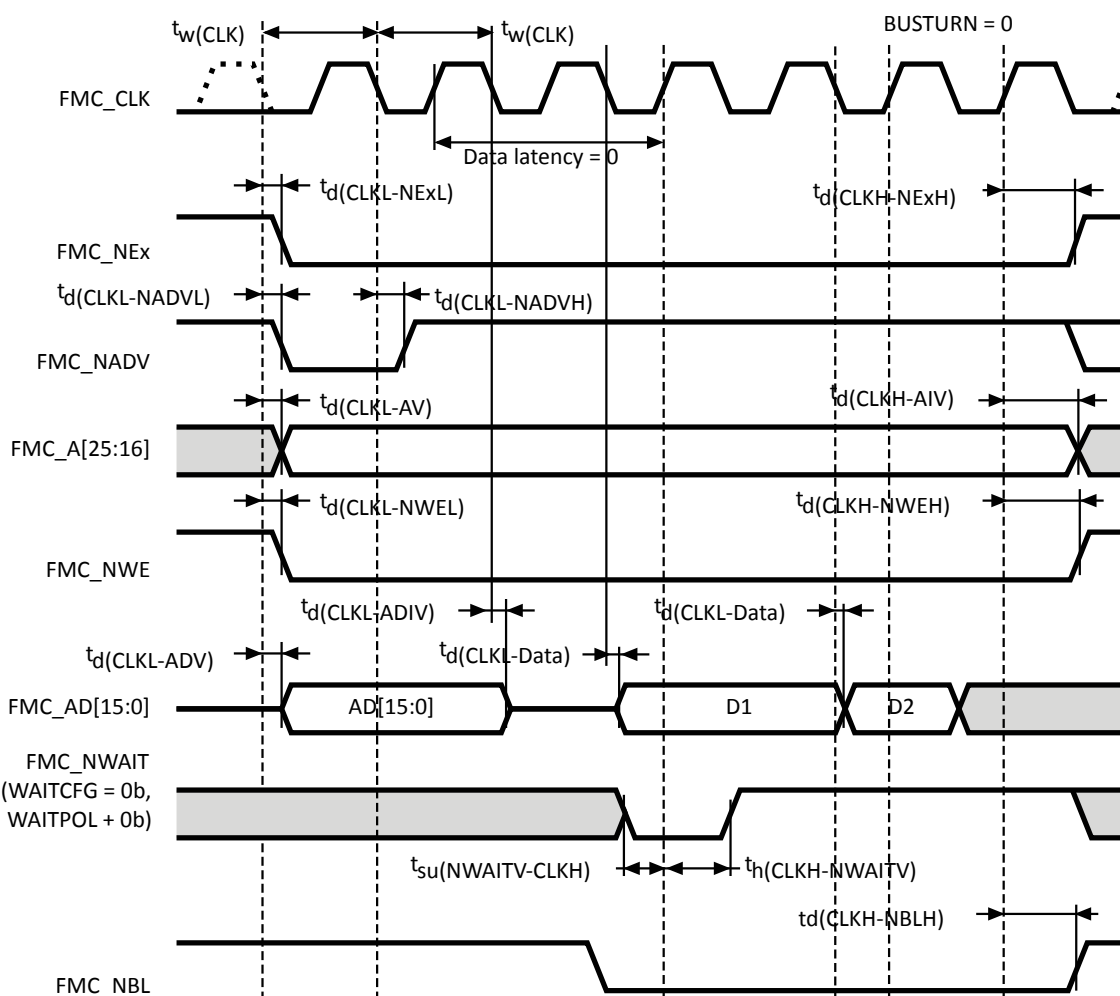 BUSTURN = 0
tw(CLK) tw(CLK)
FMC_CLK
Data latency = 0
td(CLKL-NExL) td(CLKH-NExH)
FMC_NEx
td(CLKL-NADVL) td(CLKL-NADVH)
FMC_NADV
td(CLKL-AV) td(CLKH-AIV)
FMC_A[25:16]
td(CLKL-NWEL) td(CLKH-NWEH)
FMC_NWE
td(CLKL-ADIV) td(CLKL-Data)
td(CLKL-ADV) td(CLKL-Data)
FMC_AD[15:0] AD[15:0] D1 D2
FMC_NWAIT
(WAITCFG = 0b,
WAITPOL + 0b)
tsu(NWAITV-CLKH) th(CLKH-NWAITV)
td(CLKH-NBLH)
FMC_NBL